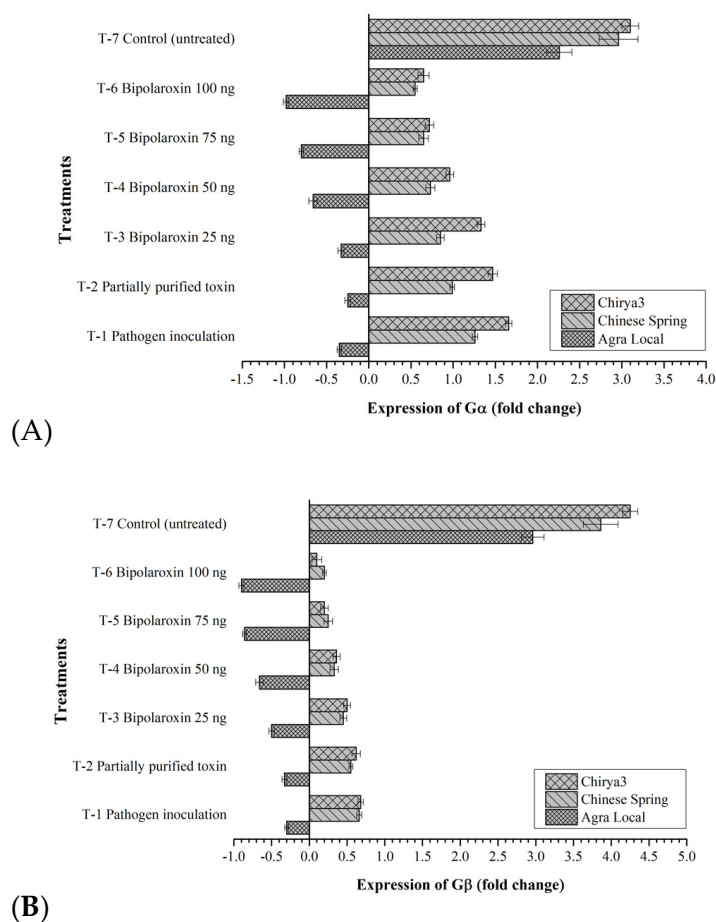 T-7 Control (untreated)
T-6 Bipolaroxin 100 ng
T-5 Bipolaroxin 75 ng
T-4 Bipolaroxin 50 ng
T-3 Bipolaroxin 25 ng
T-2 Partially purified toxin
T-1 Pathogen inoculation
Treatments
Chirya3
Chinese Spring
Agra Local
-1.5 -1.0 -0.5 0.0 0.5 1.0 1.5 2.0 2.5 3.0 3.5 4.0
Expression of Gα (fold change)
(A)
T-7 Control (untreated)
T-6 Bipolaroxin 100 ng
T-5 Bipolaroxin 75 ng
T-4 Bipolaroxin 50 ng
T-3 Bipolaroxin 25 ng
T-2 Partially purified toxin
T-1 Pathogen inoculation
Treatments
Chirya3
Chinese Spring
Agra Local
-1.0 -0.5 0.0 0.5 1.0 1.5 2.0 2.5 3.0 3.5 4.0 4.5 5.0
Expression of Gβ (fold change)
(B)